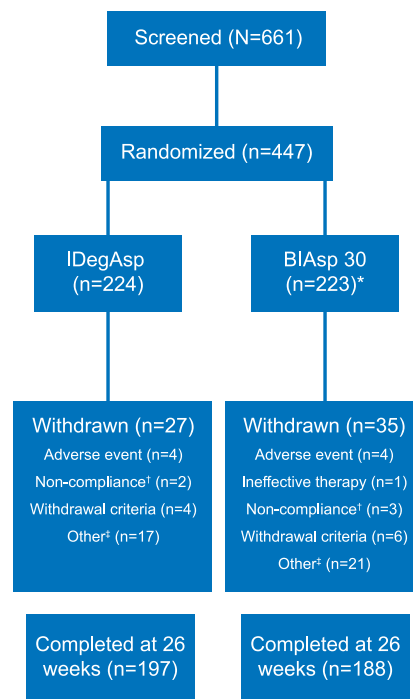 Screened (N=661)
Randomized (n=447)
IDegAsp
(n=224)
BIAsp 30
(n=223)*
Withdrawn (n=27)
Adverse event (n=4)
Non-compliance† (n=2)
Withdrawal criteria (n=4)
Other‡ (n=17)
Withdrawn (n=35)
Adverse event (n=4)
Ineffective therapy (n=1)
Non-compliance† (n=3)
Withdrawal criteria (n=6)
Other‡ (n=21)
Completed at 26
weeks (n=197)
Completed at 26
weeks (n=188)